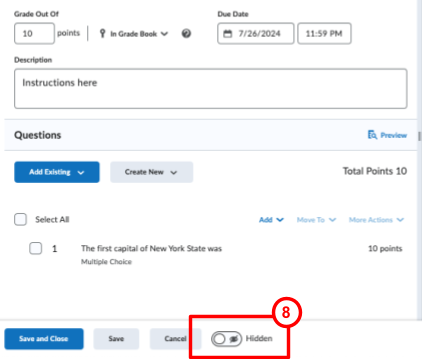 Grade Out Of
Due Date
10 points In Grade Book
7/26/2024 11:59 PM
Description
Instructions here
Questions
Preview
Add Existing Create New Total Points 10
Select All Add Move To More Actions
1 The first capital of New York State was 10 points
Multiple Choice
8
Save and Close Save Cancel Hidden